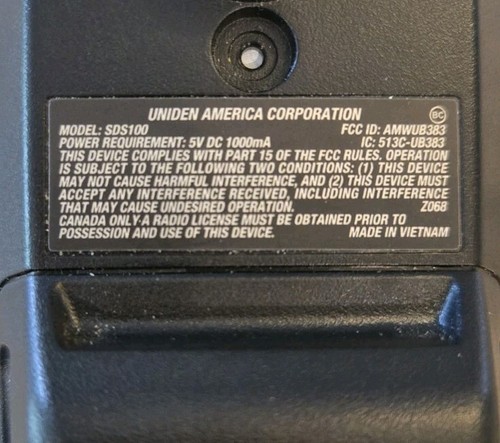 UNIDEN AMERICA CORPORATION BC
MODEL: SDS100 FCC ID: AMWUB383
POWER REQUIREMENT: 5V DC 1000mA IC: 513C-UB383
THIS DEVICE COMPLIES WITH PART 15 OF THE FCC RULES. OPERATION
IS SUBJECT TO THE FOLLOWING TWO CONDITIONS: (1) THIS DEVICE
MAY NOT CAUSE HARMFUL INTERFERENCE, AND (2) THIS DEVICE MUST
ACCEPT ANY INTERFERENCE RECEIVED, INCLUDING INTERFERENCE
THAT MAY CAUSE UNDESIRED OPERATION. Z068
CANADA ONLY-A RADIO LICENSE MUST BE OBTAINED PRIOR TO
POSSESSION AND USE OF THIS DEVICE. MADE IN VIETNAM